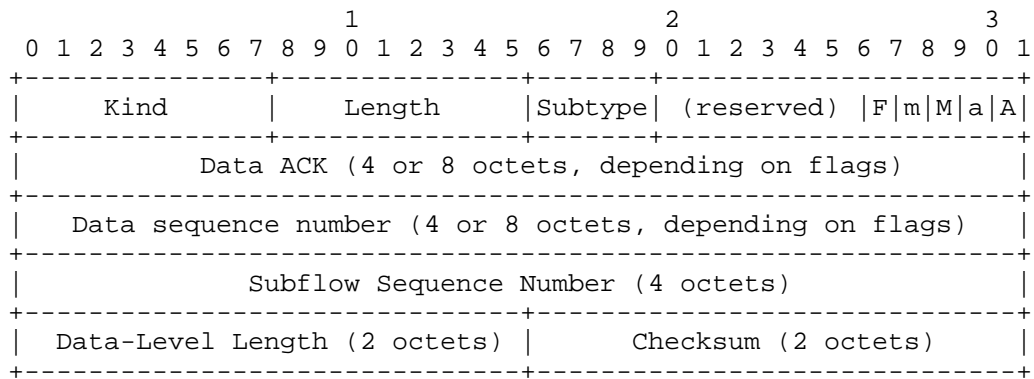 1                   2                   3
 0 1 2 3 4 5 6 7 8 9 0 1 2 3 4 5 6 7 8 9 0 1 2 3 4 5 6 7 8 9 0 1
+---------------+---------------+-------+----------------------+
|     Kind      |    Length     |Subtype| (reserved) |F|m|M|a|A|
+---------------+---------------+-------+----------------------+
|           Data ACK (4 or 8 octets, depending on flags)       |
+--------------------------------------------------------------+
|   Data sequence number (4 or 8 octets, depending on flags)   |
+--------------------------------------------------------------+
|              Subflow Sequence Number (4 octets)              |
+-------------------------------+------------------------------+
|  Data-Level Length (2 octets) |      Checksum (2 octets)     |
+-------------------------------+------------------------------+